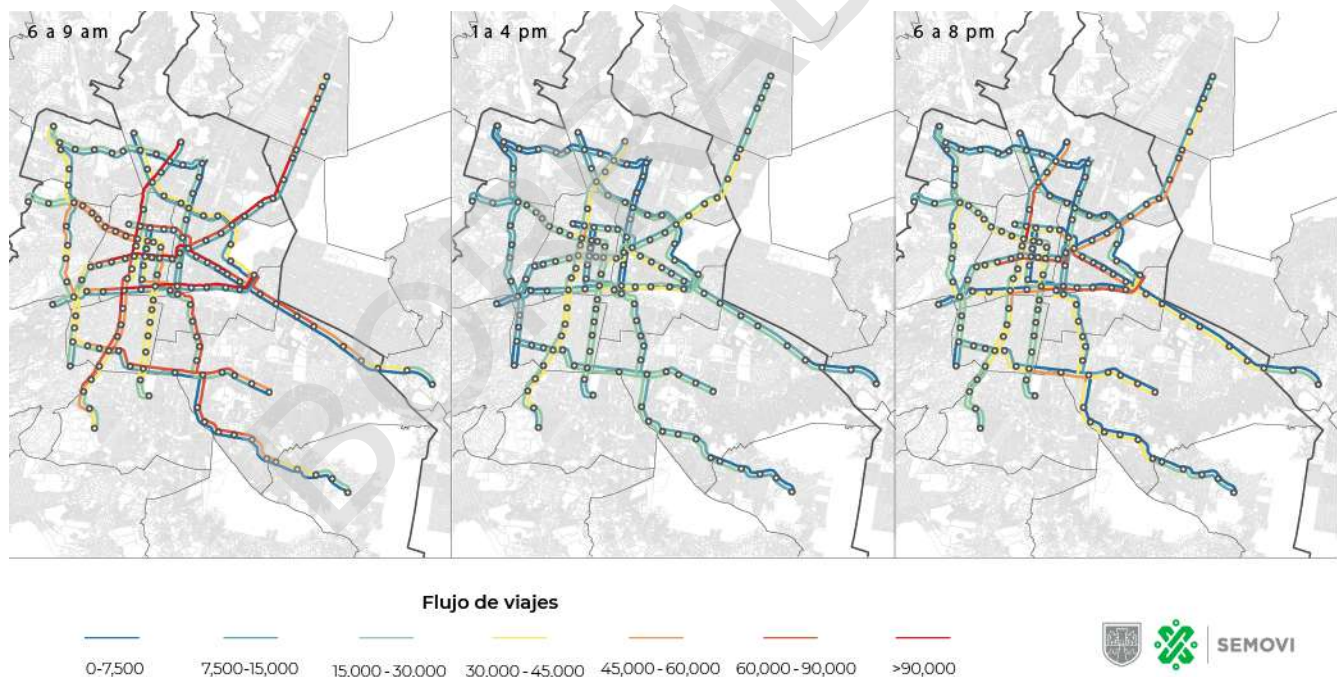 6 a 9 am
1 a 4 pm
6 a 8 pm
BORRADOR
Flujo de viajes
0-7,500
7,500-15,000
15,000 - 30,000
30,000 - 45,000
45,000 - 60,000
60,000 - 90,000
>90,000
SEMOVI